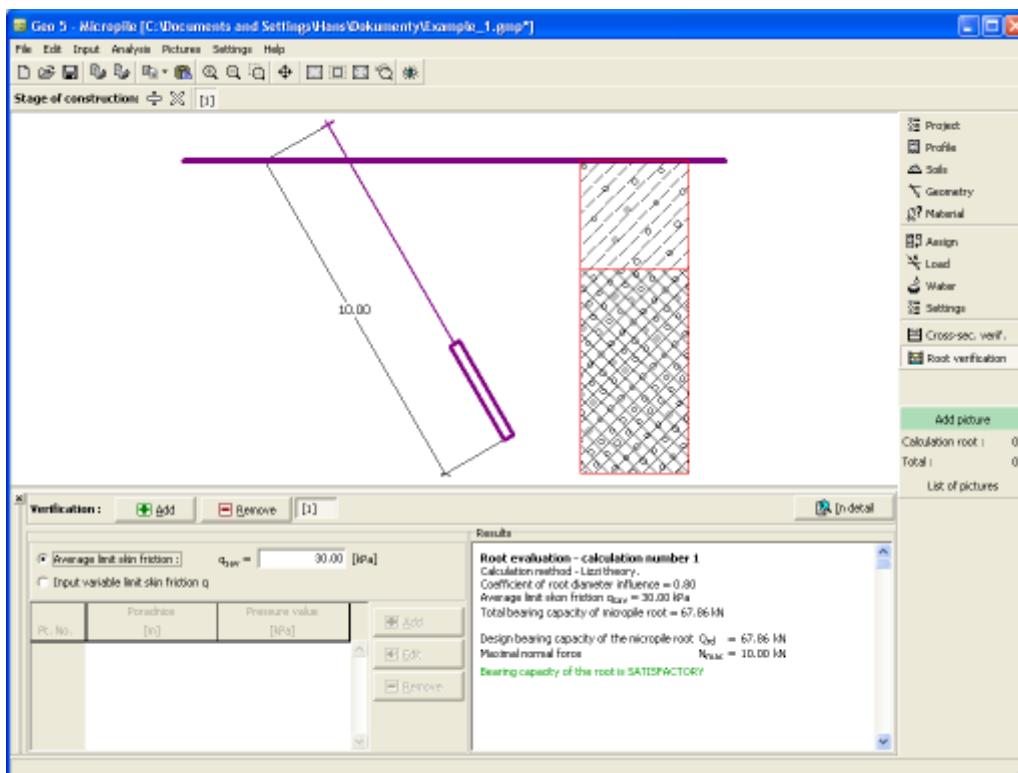 Geo 5 - Micropile [C:\Documents and Settings\Hans\Dokumenty\Example_1.gmp*]
File Edit Input Analysis Pictures Settings Help
Stage of construction: [1]
10.00
Project
Profile
Soils
Geometry
Material
Assign
Load
Water
Settings
Cross-sec. verif.
Root verification
Add picture
Calculation root : 0
Total : 0
List of pictures
Verification : Add Remove [1] In detail
Average limit skin friction : qsav = 30.00 [kPa]
Input variable limit skin friction q
Pt. No. Poradnice [m] Pressure value [kPa]
Add
Edit
Remove
Results
Root evaluation - calculation number 1
Calculation method - Lizzi theory.
Coefficient of root diameter influence = 0.80
Average limit skon friction qsav = 30.00 kPa
Total bearing capacity of micropile root = 67.86 kN
Design bearing capacity of the micropile root Qrd = 67.86 kN
Maximal normal force Nmax = 10.00 kN
Bearing capacity of the root is SATISFACTORY